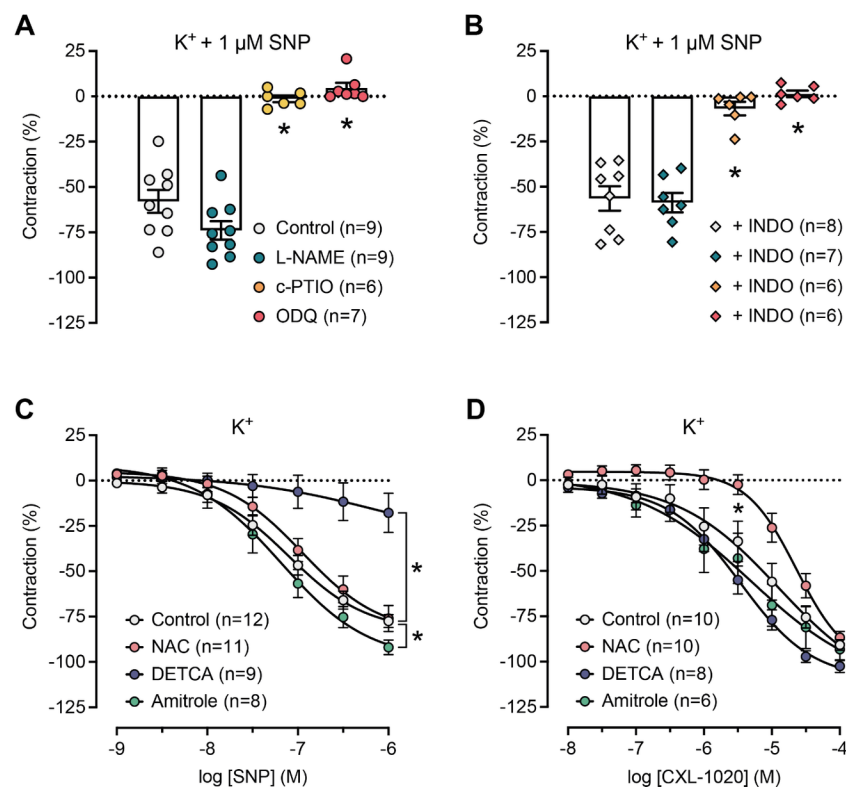 A
K⁺ + 1 µM SNP
25
0
-25
-50
-75
-100
-125
Contraction (%)
*
*
Control (n=9)
L-NAME (n=9)
c-PTIO (n=6)
ODQ (n=7)
B
K⁺ + 1 µM SNP
25
0
-25
-50
-75
-100
-125
Contraction (%)
*
*
+ INDO (n=8)
+ INDO (n=7)
+ INDO (n=6)
+ INDO (n=6)
C
K⁺
25
0
-25
-50
-75
-100
-125
Contraction (%)
*
*
Control (n=12)
NAC (n=11)
DETCA (n=9)
Amitrole (n=8)
-9 -8 -7 -6
log [SNP] (M)
D
K⁺
25
0
-25
-50
-75
-100
-125
Contraction (%)
*
Control (n=10)
NAC (n=10)
DETCA (n=8)
Amitrole (n=6)
-8 -7 -6 -5 -4
log [CXL-1020] (M)